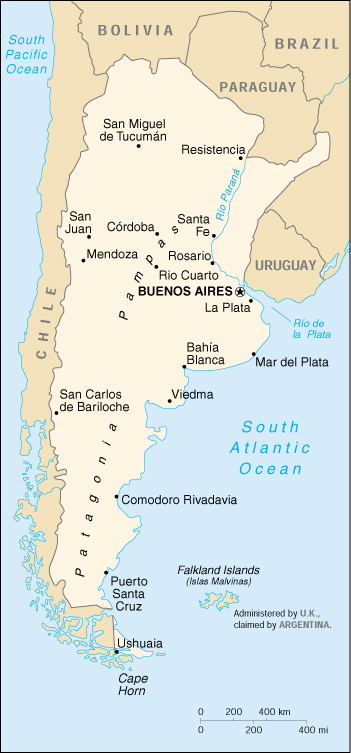 BOLIVIA
South
Pacific
Ocean
BRAZIL
PARAGUAY
San Miguel
de Tucumán
Resistencia
Río Paraná
San
Juan
Córdoba
Santa
Fe
Mendoza
Rosario
Río Cuarto
Pampas
URUGUAY
BUENOS AIRES
La Plata
Río de
la Plata
CHILE
Bahía
Blanca
Mar del Plata
San Carlos
de Bariloche
Viedma
South
Atlantic
Ocean
Patagonia
Comodoro Rivadavia
Puerto
Santa
Cruz
Falkland Islands
(Islas Malvinas)
Administered by U.K.,
claimed by ARGENTINA.
Ushuaia
Cape
Horn
0 200 400 km
0 200 400 mi